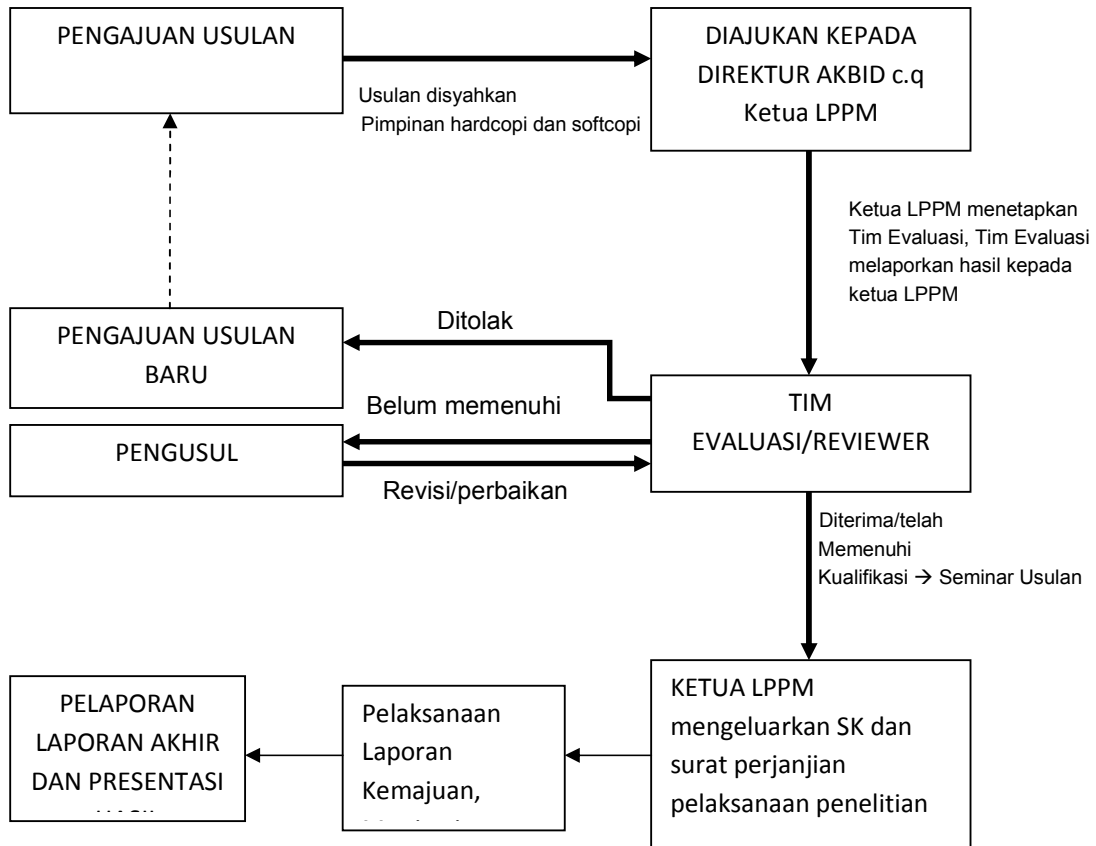 PENGAJUAN USULAN
Usulan disyahkan
Pimpinan hardcopi dan softcopi
DIAJUKAN KEPADA
DIREKTUR AKBID c.q
Ketua LPPM
Ketua LPPM menetapkan
Tim Evaluasi, Tim Evaluasi
melaporkan hasil kepada
ketua LPPM
PENGAJUAN USULAN
BARU
Ditolak
TIM
EVALUASI/REVIEWER
Belum memenuhi
PENGUSUL
Revisi/perbaikan
Diterima/telah
Memenuhi
Kualifikasi → Seminar Usulan
KETUA LPPM
mengeluarkan SK dan
surat perjanjian
pelaksanaan penelitian
Pelaksanaan
Laporan
Kemajuan,
PELAPORAN
LAPORAN AKHIR
DAN PRESENTASI